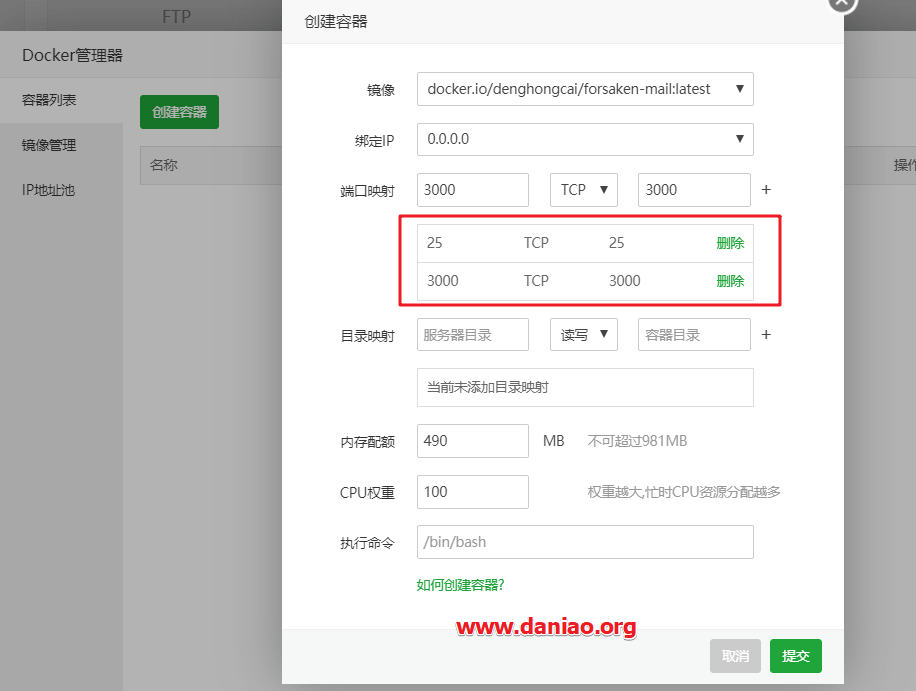 FTP
Docker管理器
容器列表
镜像管理
IP地址池
创建容器
名称
操作
创建容器
镜像 docker.io/denghongcai/forsaken-mail:latest
绑定IP 0.0.0.0
端口映射 3000 TCP 3000 +
25 TCP 25 删除
3000 TCP 3000 删除
目录映射 服务器目录 读写 容器目录 +
当前未添加目录映射
内存配额 490 MB 不可超过981MB
CPU权重 100 权重越大,忙时CPU资源分配越多
执行命令 /bin/bash
如何创建容器?
www.daniao.org
取消 提交